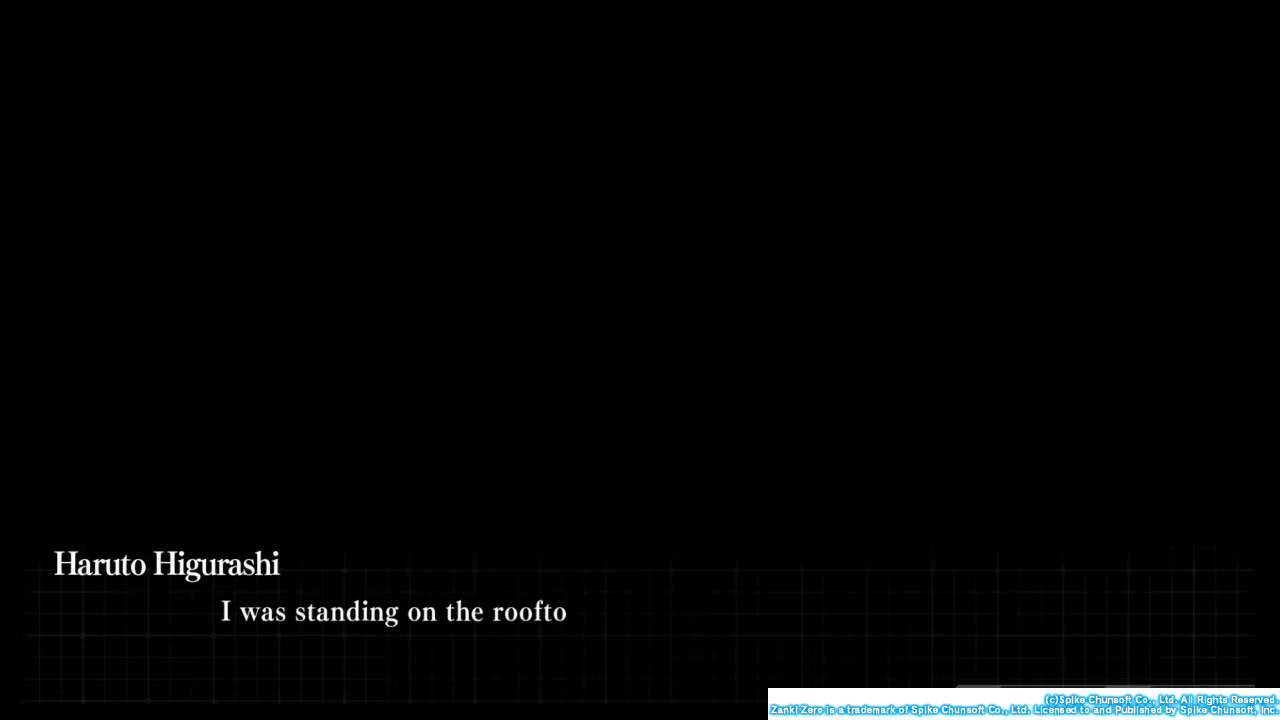 Haruto Higurashi
I was standing on the roofto
(c)Spike Chunsoft Co., Ltd. All Rights Reserved.
Zanki Zero is a trademark of Spike Chunsoft Co., Ltd. Licensed to and Published by Spike Chunsoft, Inc.